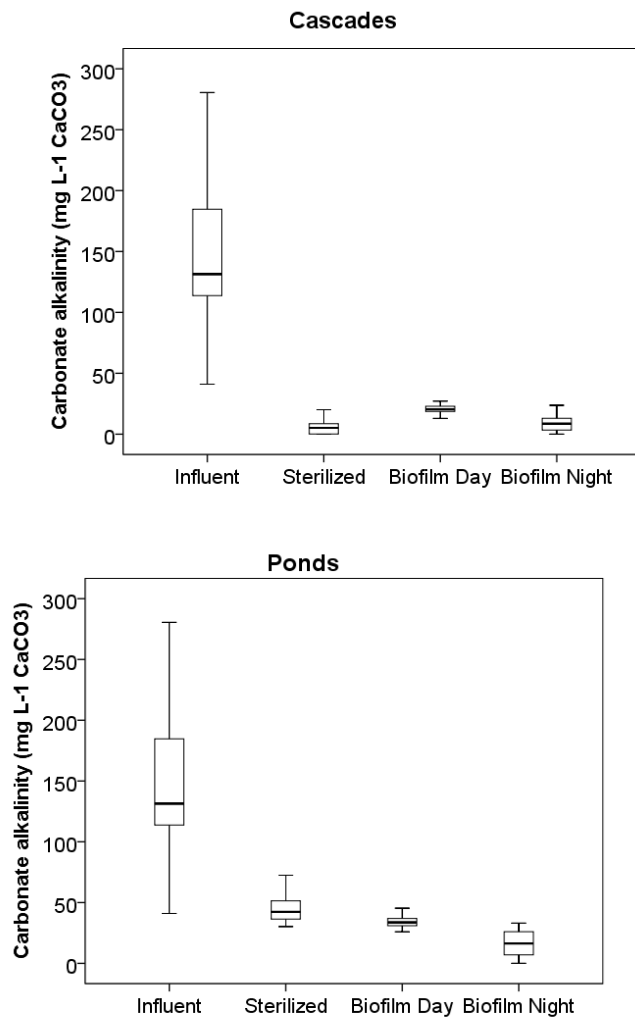 Cascades
Carbonate alkalinity (mg L-1 CaCO3)
300
250
200
150
100
50
0
Influent Sterilized Biofilm Day Biofilm Night
Ponds
Carbonate alkalinity (mg L-1 CaCO3)
300
250
200
150
100
50
0
Influent Sterilized Biofilm Day Biofilm Night